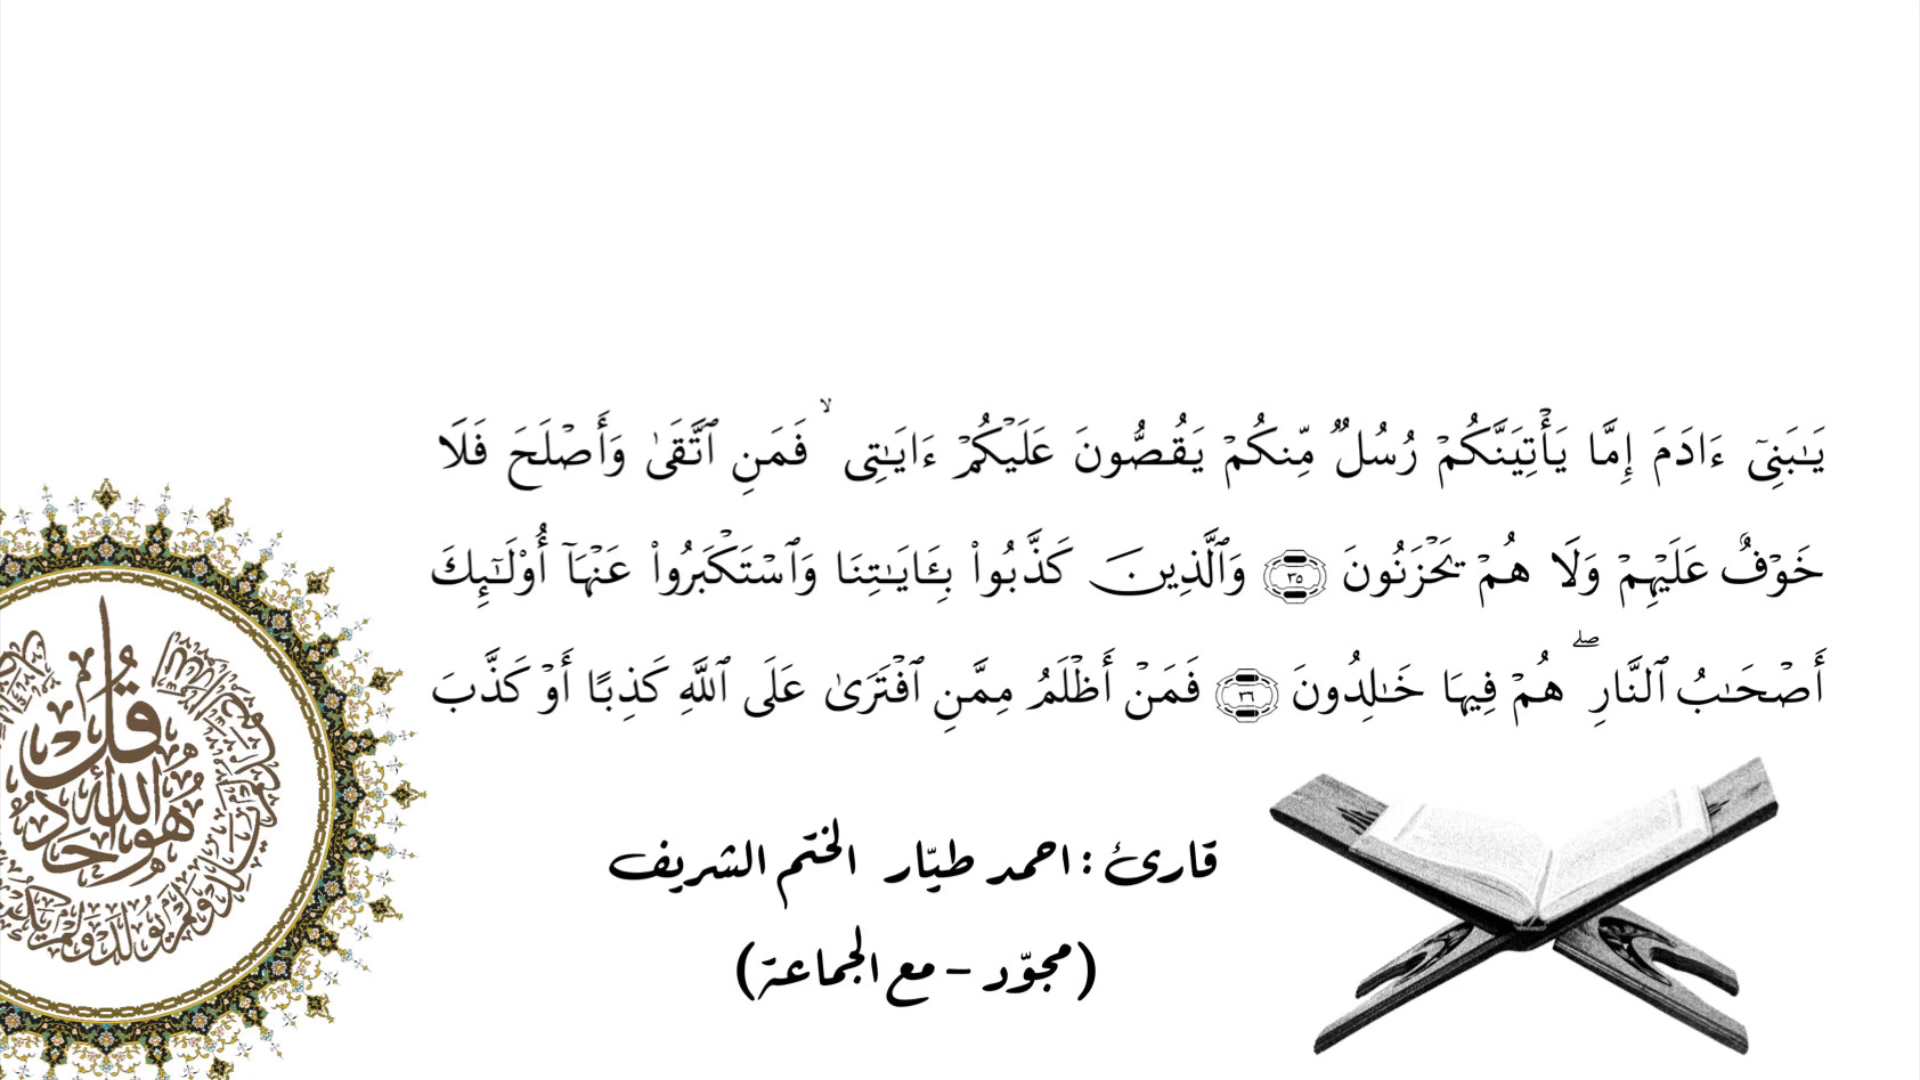 يَـٰبَنِىٓ ءَادَمَ إِمَّا يَأْتِيَنَّكُمْ رُسُلٌ مِّنكُمْ يَقُصُّونَ عَلَيْكُمْ ءَايَـٰتِى ۙ فَمَنِ ٱتَّقَىٰ وَأَصْلَحَ فَلَا
خَوْفٌ عَلَيْهِمْ وَلَا هُمْ يَحْزَنُونَ ٣٥ وَٱلَّذِينَ كَذَّبُوا۟ بِـَٔايَـٰتِنَا وَٱسْتَكْبَرُوا۟ عَنْهَآ أُو۟لَـٰٓئِكَ
أَصْحَـٰبُ ٱلنَّارِ ۖ هُمْ فِيهَا خَـٰلِدُونَ ٣٦ فَمَنْ أَظْلَمُ مِمَّنِ ٱفْتَرَىٰ عَلَى ٱللَّهِ كَذِبًا أَوْ كَذَّبَ
قارئ : احمد طيّار الختم الشريف
(مجوّد - مع الجماعة)
قُل
هُوَ اللّٰه
أَحَد